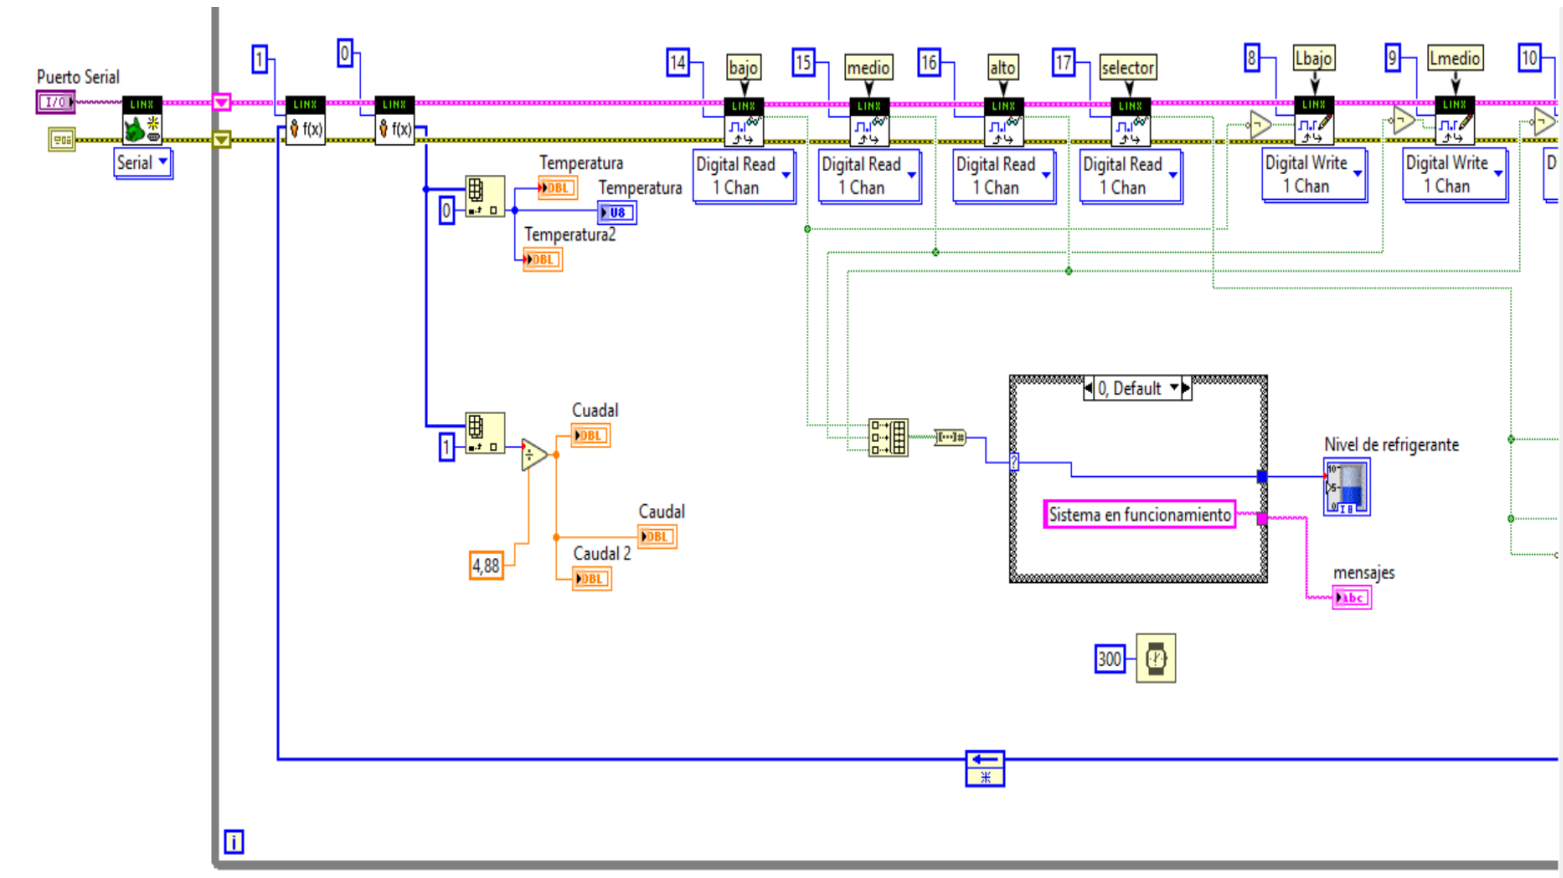 Puerto Serial
I/O
LINX
Serial
1
LINX
f(x)
0
LINX
f(x)
14
bajo
LINX
Digital Read
1 Chan
15
medio
LINX
Digital Read
1 Chan
16
alto
LINX
Digital Read
1 Chan
17
selector
LINX
Digital Read
1 Chan
8
Lbajo
LINX
Digital Write
1 Chan
9
Lmedio
LINX
Digital Write
1 Chan
10
D
0
Temperatura
DBL
Temperatura
U8
Temperatura2
DBL
1
Cuadal
DBL
Caudal
DBL
Caudal 2
DBL
4,88
0, Default
?
Sistema en funcionamiento
Nivel de refrigerante
10
5
0
mensajes
abc
300
i